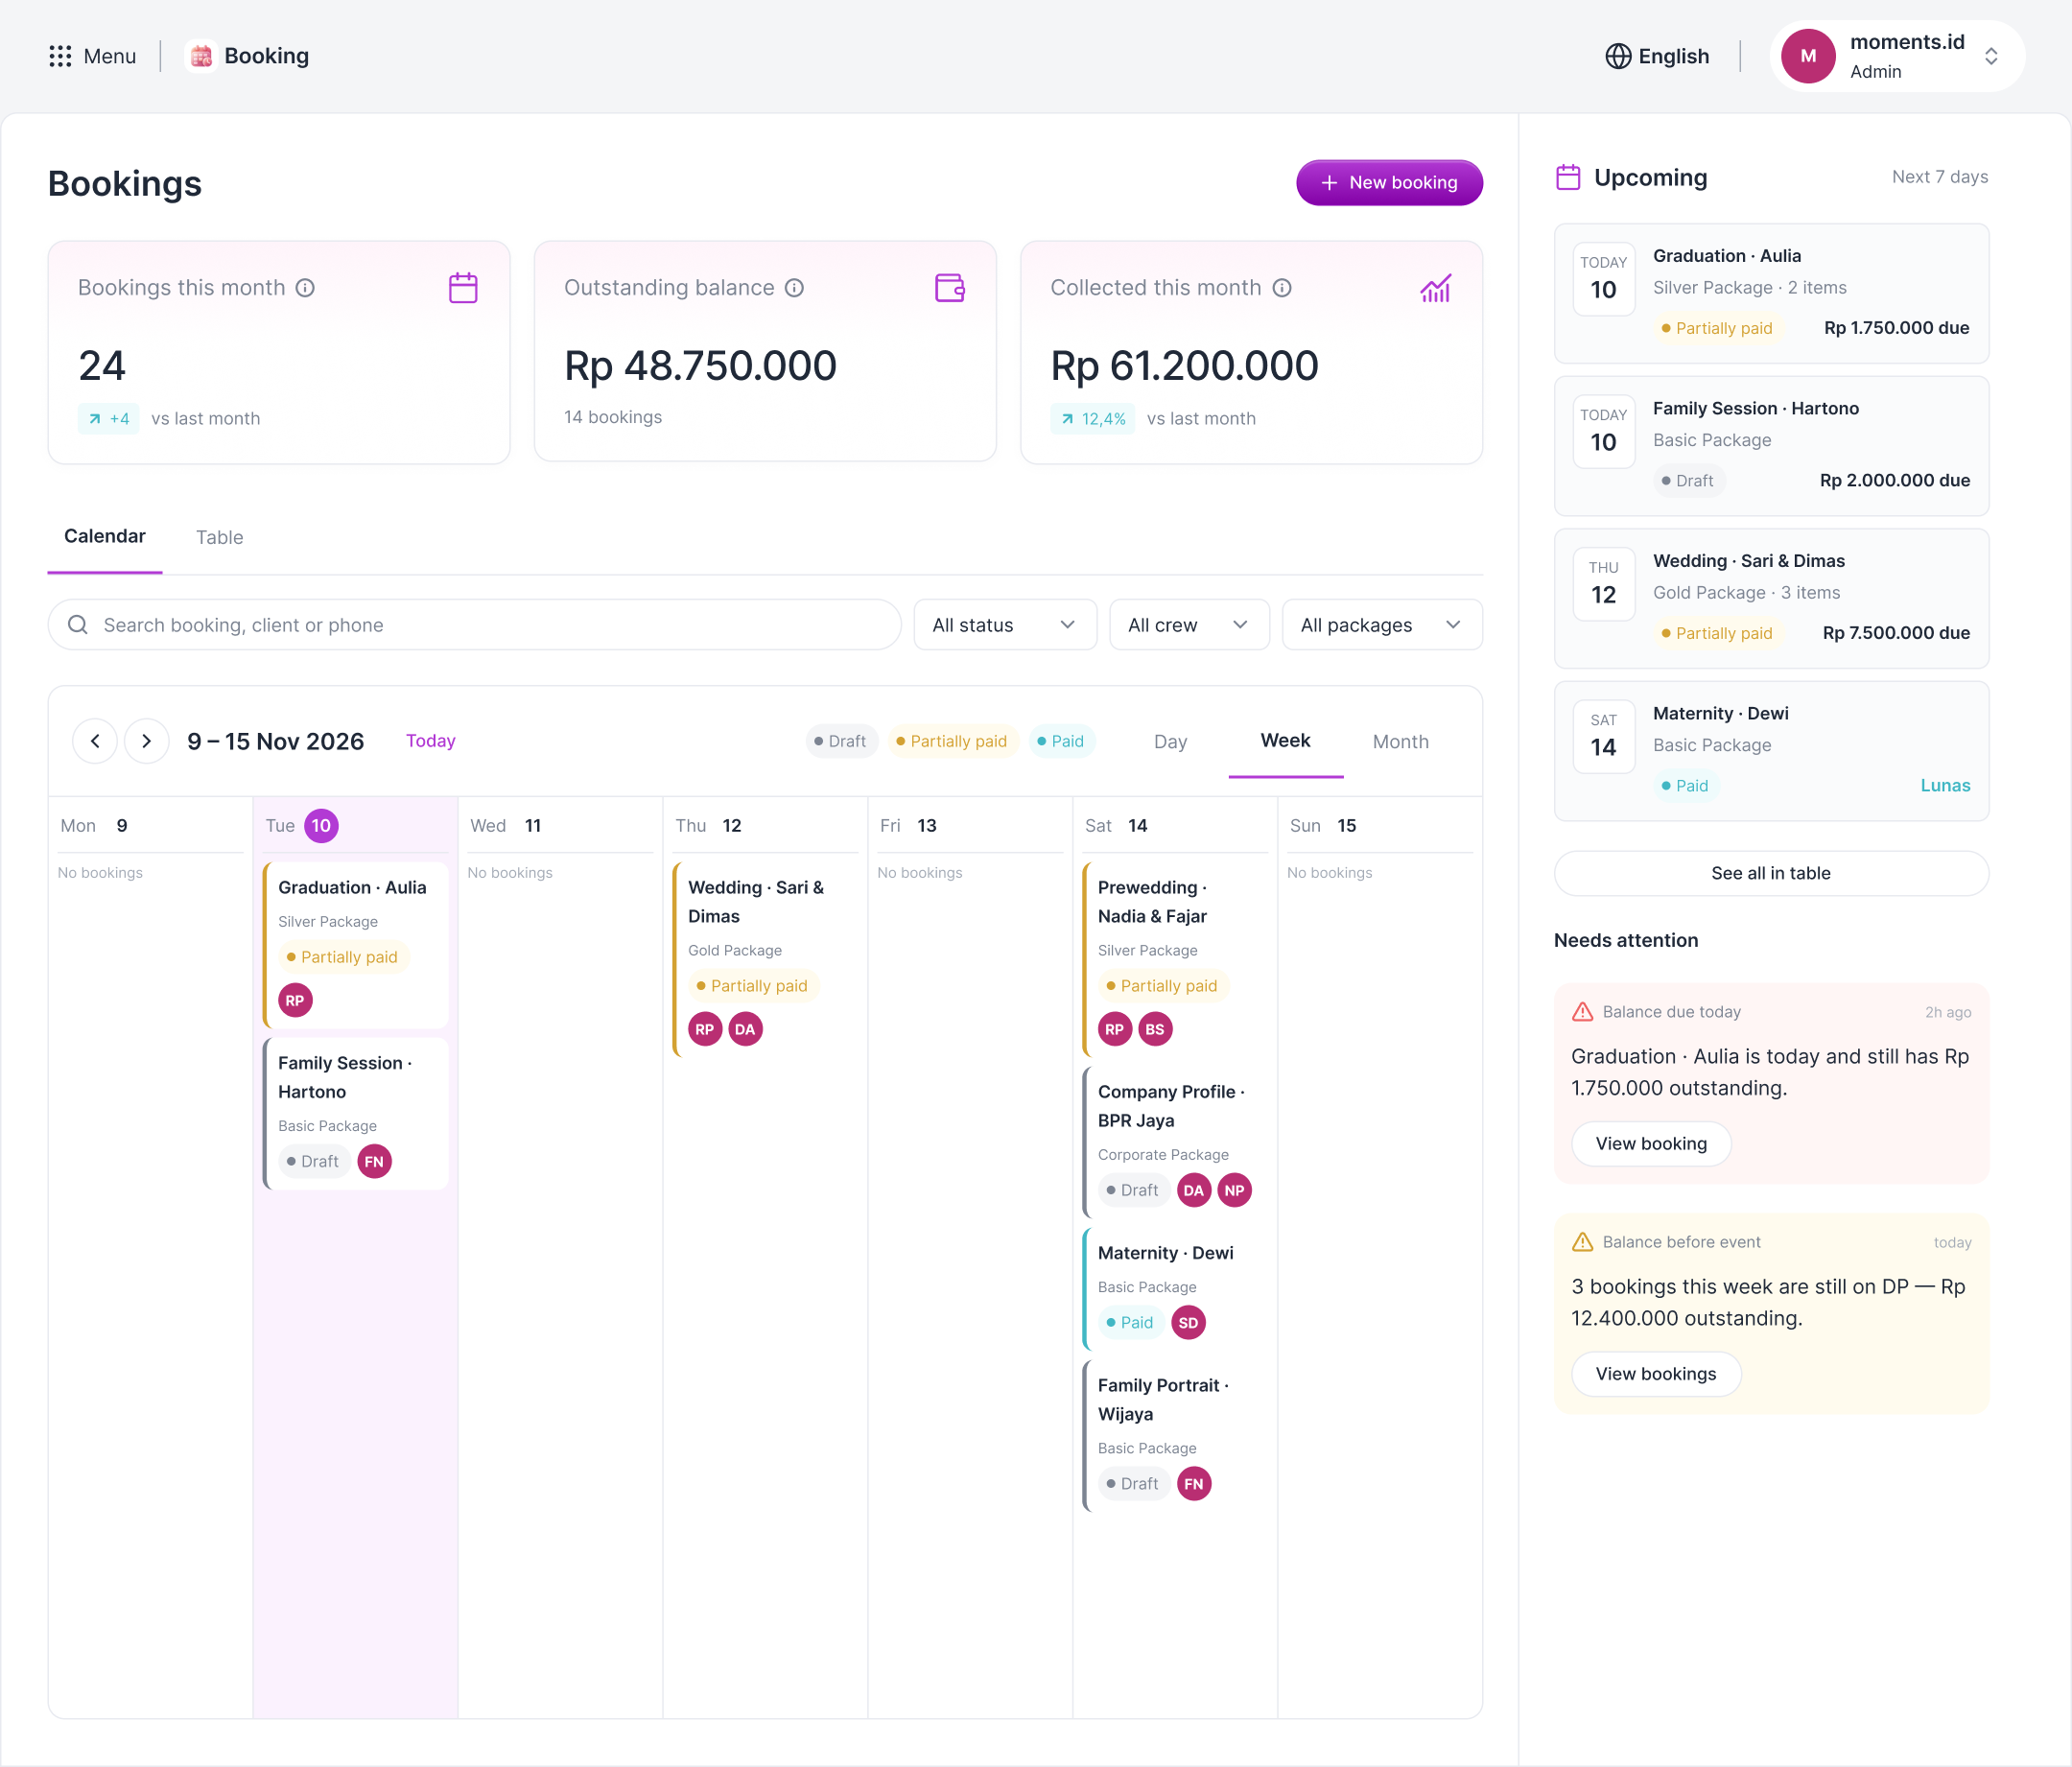 Menu
Booking
English
M
moments.id
Admin
Bookings
New booking
Bookings this month
24
+4 vs last month
Outstanding balance
Rp 48.750.000
14 bookings
Collected this month
Rp 61.200.000
12,4% vs last month
Calendar
Table
Search booking, client or phone
All status
All crew
All packages
9 – 15 Nov 2026
Today
Draft
Partially paid
Paid
Day
Week
Month
Mon 9
No bookings
Tue 10
Graduation · Aulia
Silver Package
Partially paid
RP
Family Session ·
Hartono
Basic Package
Draft
FN
Wed 11
No bookings
Thu 12
Wedding · Sari &
Dimas
Gold Package
Partially paid
RP
DA
Fri 13
No bookings
Sat 14
Prewedding ·
Nadia & Fajar
Silver Package
Partially paid
RP
BS
Company Profile ·
BPR Jaya
Corporate Package
Draft
DA
NP
Maternity · Dewi
Basic Package
Paid
SD
Family Portrait ·
Wijaya
Basic Package
Draft
FN
Sun 15
No bookings
Upcoming
Next 7 days
TODAY
10
Graduation · Aulia
Silver Package · 2 items
Partially paid
Rp 1.750.000 due
TODAY
10
Family Session · Hartono
Basic Package
Draft
Rp 2.000.000 due
THU
12
Wedding · Sari & Dimas
Gold Package · 3 items
Partially paid
Rp 7.500.000 due
SAT
14
Maternity · Dewi
Basic Package
Paid
Lunas
See all in table
Needs attention
Balance due today
2h ago
Graduation · Aulia is today and still has Rp
1.750.000 outstanding.
View booking
Balance before event
today
3 bookings this week are still on DP — Rp
12.400.000 outstanding.
View bookings